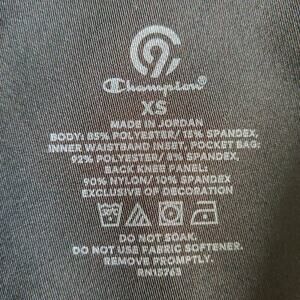 C9
Champion®
XS
MADE IN JORDAN
BODY: 85% POLYESTER/ 15% SPANDEX,
INNER WAISTBAND INSET, POCKET BAG:
92% POLYESTER/ 8% SPANDEX,
BACK KNEE PANEL:
90% NYLON/ 10% SPANDEX
EXCLUSIVE OF DECORATION
DO NOT SOAK.
DO NOT USE FABRIC SOFTENER.
REMOVE PROMPTLY.
RN15763